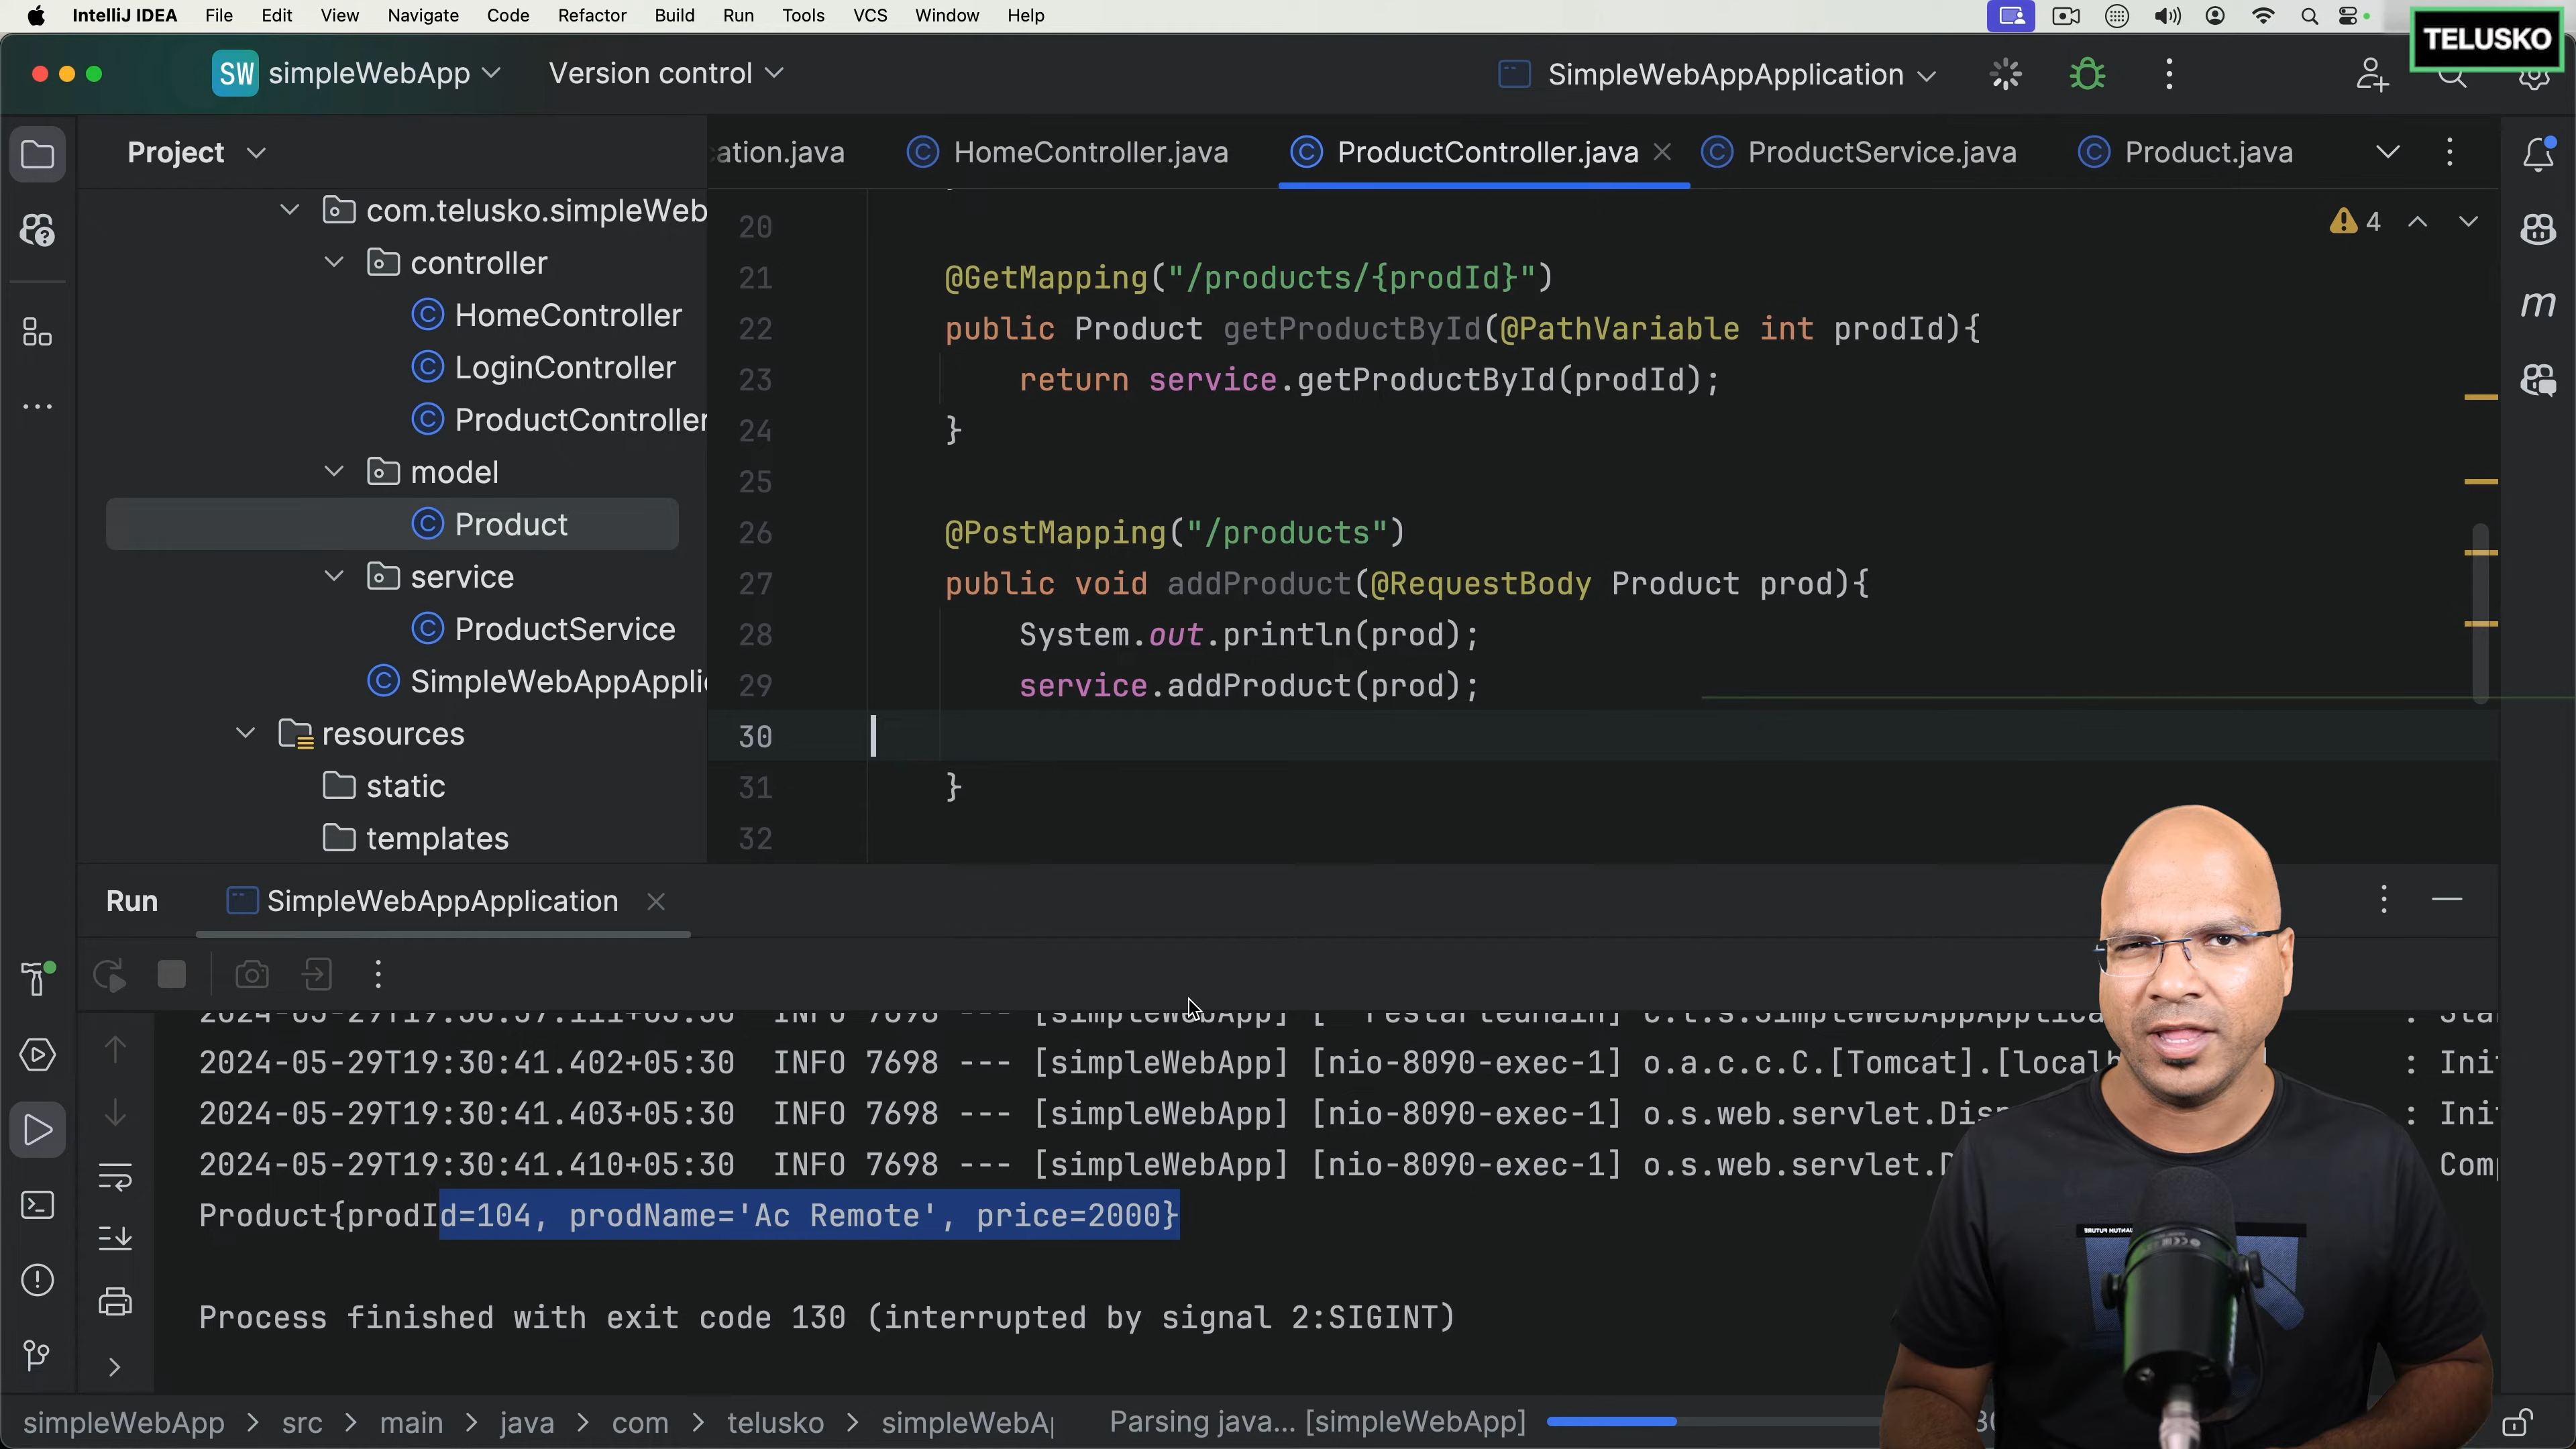 IntelliJ IDEA File Edit View Navigate Code Refactor Build Run Tools VCS Window Help
TELUSKO
SW simpleWebApp Version control SimpleWebAppApplication
Project
ation.java HomeController.java ProductController.java ProductService.java Product.java
com.telusko.simpleWeb
controller
HomeController
LoginController
ProductController
model
Product
service
ProductService
SimpleWebAppAppli
resources
static
templates
4
20
21 @GetMapping("/products/{prodId}")
22 public Product getProductById(@PathVariable int prodId){
23 return service.getProductById(prodId);
24 }
25
26 @PostMapping("/products")
27 public void addProduct(@RequestBody Product prod){
28 System.out.println(prod);
29 service.addProduct(prod);
30
31 }
32
Run SimpleWebAppApplication
2024-05-29T19:30:41.402+05:30 INFO 7698 --- [simpleWebApp] [nio-8090-exec-1] o.a.c.c.C.[Tomcat].[local : Ini
2024-05-29T19:30:41.403+05:30 INFO 7698 --- [simpleWebApp] [nio-8090-exec-1] o.s.web.servlet.Dis : Ini
2024-05-29T19:30:41.410+05:30 INFO 7698 --- [simpleWebApp] [nio-8090-exec-1] o.s.web.servlet.D Com
Product{prodId=104, prodName='Ac Remote', price=2000}
Process finished with exit code 130 (interrupted by signal 2:SIGINT)
simpleWebApp > src > main > java > com > telusko > simpleWebA Parsing java... [simpleWebApp]